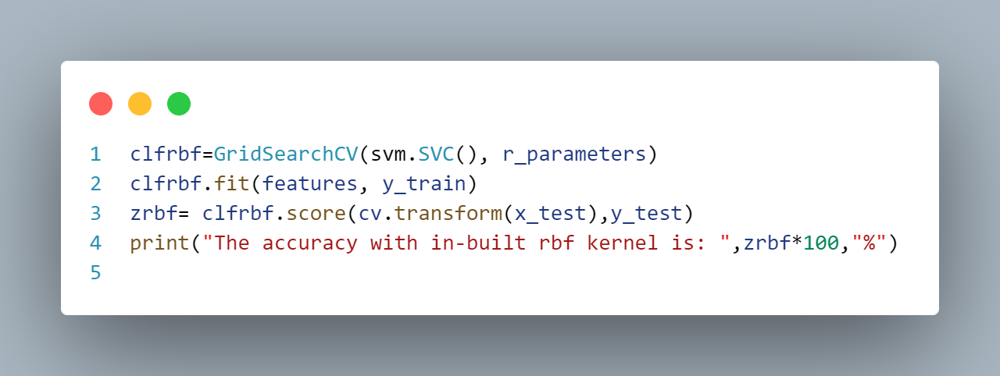 1 clfrbf=GridSearchCV(svm.SVC(), r_parameters)
2 clfrbf.fit(features, y_train)
3 zrbf= clfrbf.score(cv.transform(x_test),y_test)
4 print("The accuracy with in-built rbf kernel is: ",zrbf*100,"%")
5